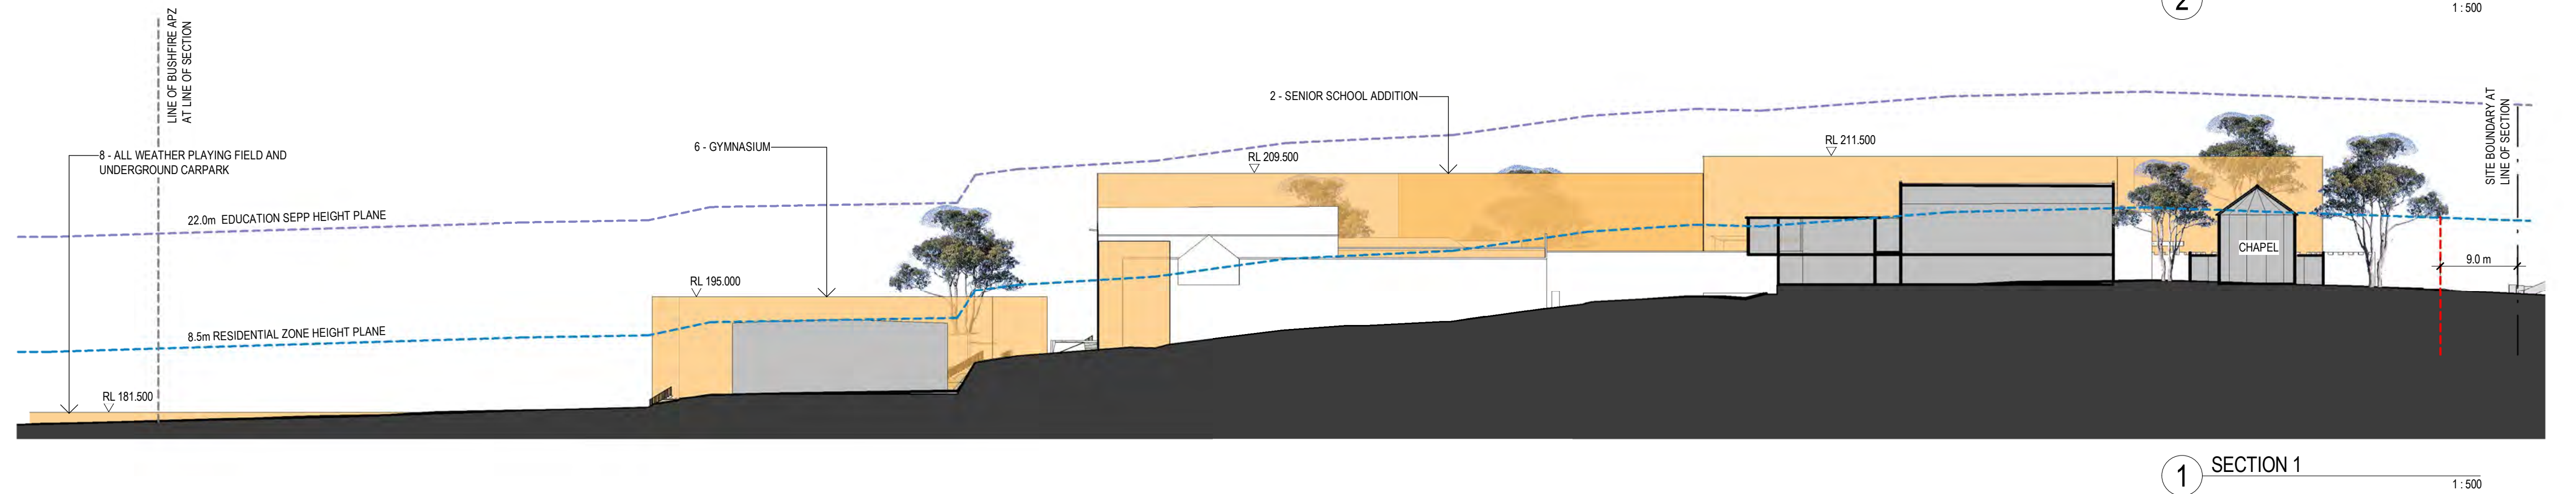 2
1 : 500
LINE OF BUSHFIRE APZ
AT LINE OF SECTION
8 - ALL WEATHER PLAYING FIELD AND
UNDERGROUND CARPARK
22.0m EDUCATION SEPP HEIGHT PLANE
8.5m RESIDENTIAL ZONE HEIGHT PLANE
RL 181.500
6 - GYMNASIUM
RL 195.000
2 - SENIOR SCHOOL ADDITION
RL 209.500
RL 211.500
CHAPEL
SITE BOUNDARY AT
LINE OF SECTION
9.0 m
1
SECTION 1
1 : 500